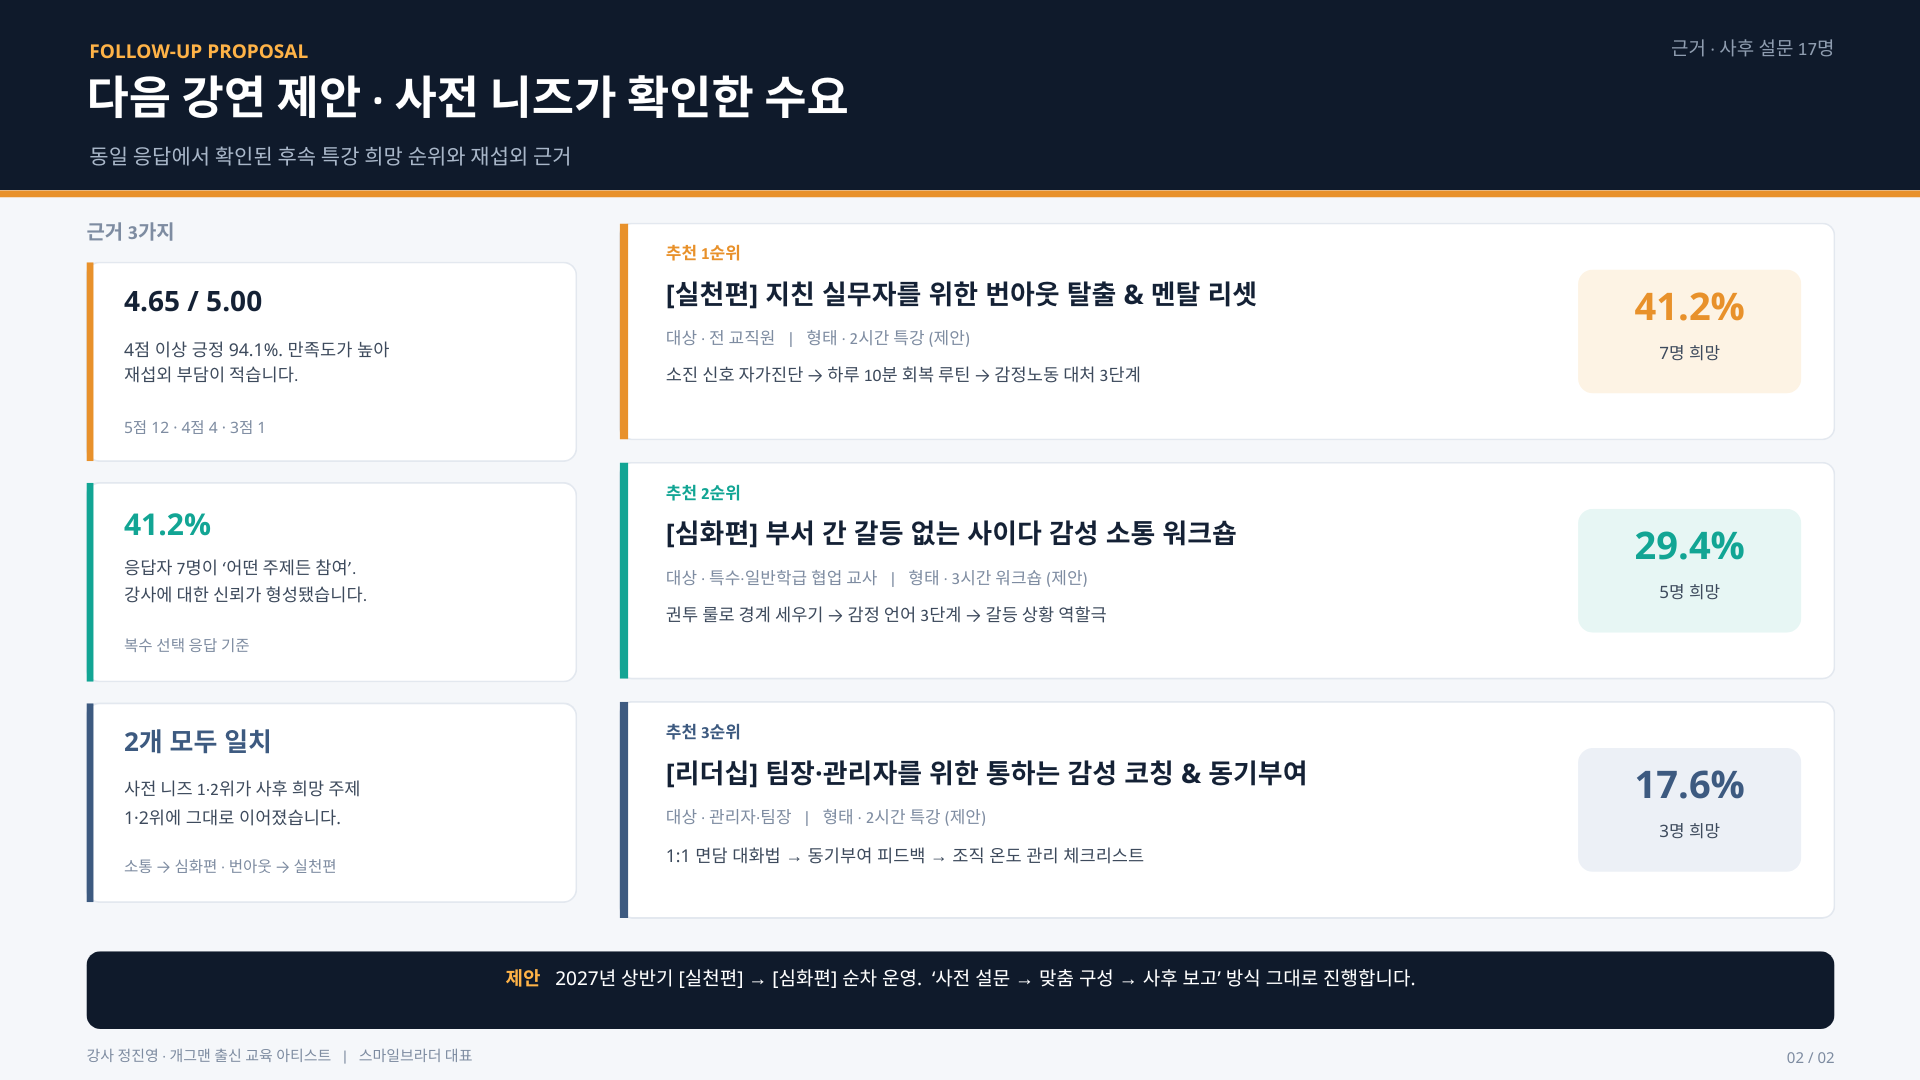 FOLLOW-UP PROPOSAL
근거 · 사후 설문 17명
다음 강연 제안 · 사전 니즈가 확인한 수요
동일 응답에서 확인된 후속 특강 희망 순위와 재섭외 근거
근거 3가지
4.65 / 5.00
4점 이상 긍정 94.1%. 만족도가 높아
재섭외 부담이 적습니다.
5점 12 · 4점 4 · 3점 1
41.2%
응답자 7명이 ‘어떤 주제든 참여’.
강사에 대한 신뢰가 형성됐습니다.
복수 선택 응답 기준
2개 모두 일치
사전 니즈 1·2위가 사후 희망 주제
1·2위에 그대로 이어졌습니다.
소통 → 심화편 · 번아웃 → 실천편
추천 1순위
[실천편] 지친 실무자를 위한 번아웃 탈출 & 멘탈 리셋
대상 · 전 교직원 | 형태 · 2시간 특강 (제안)
소진 신호 자가진단 → 하루 10분 회복 루틴 → 감정노동 대처 3단계
41.2%
7명 희망
추천 2순위
[심화편] 부서 간 갈등 없는 사이다 감성 소통 워크숍
대상 · 특수·일반학급 협업 교사 | 형태 · 3시간 워크숍 (제안)
권투 룰로 경계 세우기 → 감정 언어 3단계 → 갈등 상황 역할극
29.4%
5명 희망
추천 3순위
[리더십] 팀장·관리자를 위한 통하는 감성 코칭 & 동기부여
대상 · 관리자·팀장 | 형태 · 2시간 특강 (제안)
1:1 면담 대화법 → 동기부여 피드백 → 조직 온도 관리 체크리스트
17.6%
3명 희망
제안 2027년 상반기 [실천편] → [심화편] 순차 운영. ‘사전 설문 → 맞춤 구성 → 사후 보고’ 방식 그대로 진행합니다.
강사 정진영 · 개그맨 출신 교육 아티스트 | 스마일브라더 대표
02 / 02